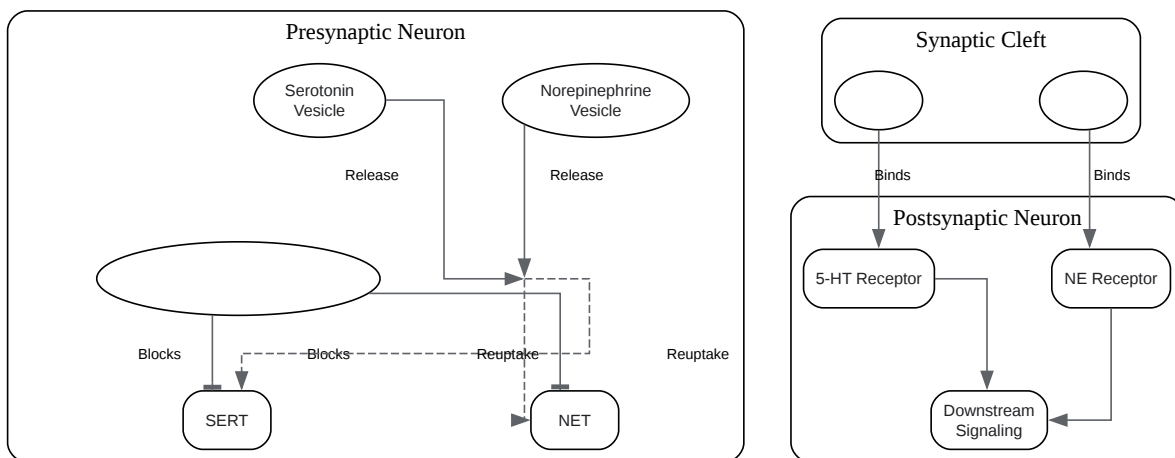 Presynaptic Neuron
Serotonin
Vesicle
Norepinephrine
Vesicle
Release
Release
Blocks
Blocks
Reuptake
Reuptake
SERT
NET
Synaptic Cleft
Binds
Binds
Postsynaptic Neuron
5-HT Receptor
NE Receptor
Downstream
Signaling